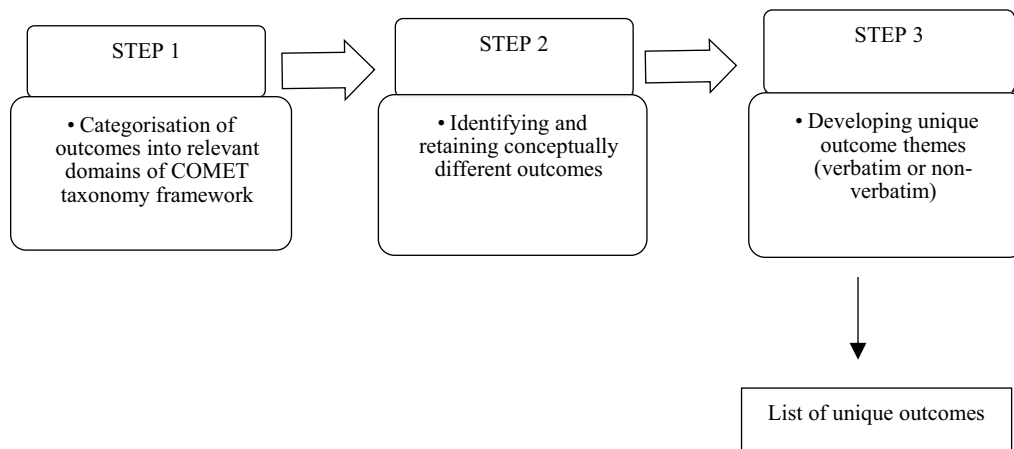 STEP 1
• Categorisation of
outcomes into relevant
domains of COMET
taxonomy framework
STEP 2
• Identifying and
retaining conceptually
different outcomes
STEP 3
• Developing unique
outcome themes
(verbatim or non-
verbatim)
List of unique outcomes